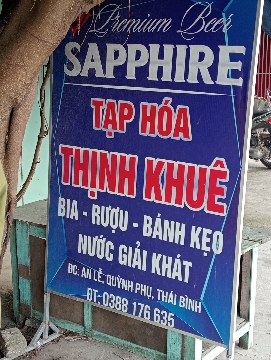 Premium Beer
SAPPHIRE
TẠP HÓA
THỊNH KHUÊ
BIA - RƯỢU - BÁNH KẸO
NƯỚC GIẢI KHÁT
ĐC: AN LỄ, QUỲNH PHỤ, THÁI BÌNH
ĐT: 0388 176 635